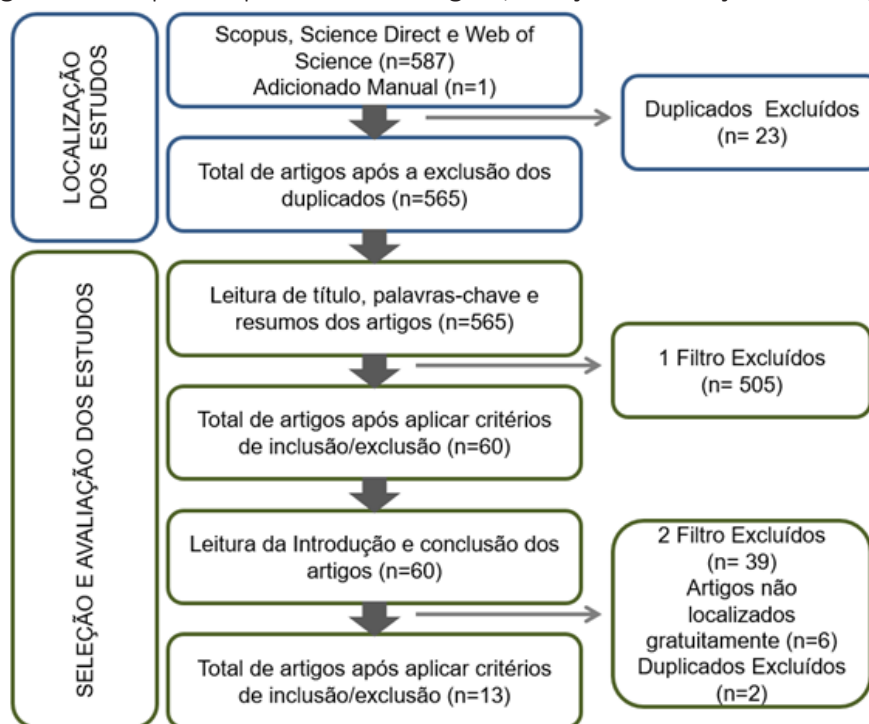 LOCALIZAÇÃO
DOS ESTUDOS
Scopus, Science Direct e Web of
Science (n=587)
Adicionado Manual (n=1)
Duplicados Excluídos
(n= 23)
Total de artigos após a exclusão dos
duplicados (n=565)
SELEÇÃO E AVALIAÇÃO DOS ESTUDOS
Leitura de título, palavras-chave e
resumos dos artigos (n=565)
1 Filtro Excluídos
(n= 505)
Total de artigos após aplicar critérios
de inclusão/exclusão (n=60)
Leitura da Introdução e conclusão dos
artigos (n=60)
2 Filtro Excluídos
(n= 39)
Artigos não
localizados
gratuitamente (n=6)
Duplicados Excluídos
(n=2)
Total de artigos após aplicar critérios
de inclusão/exclusão (n=13)